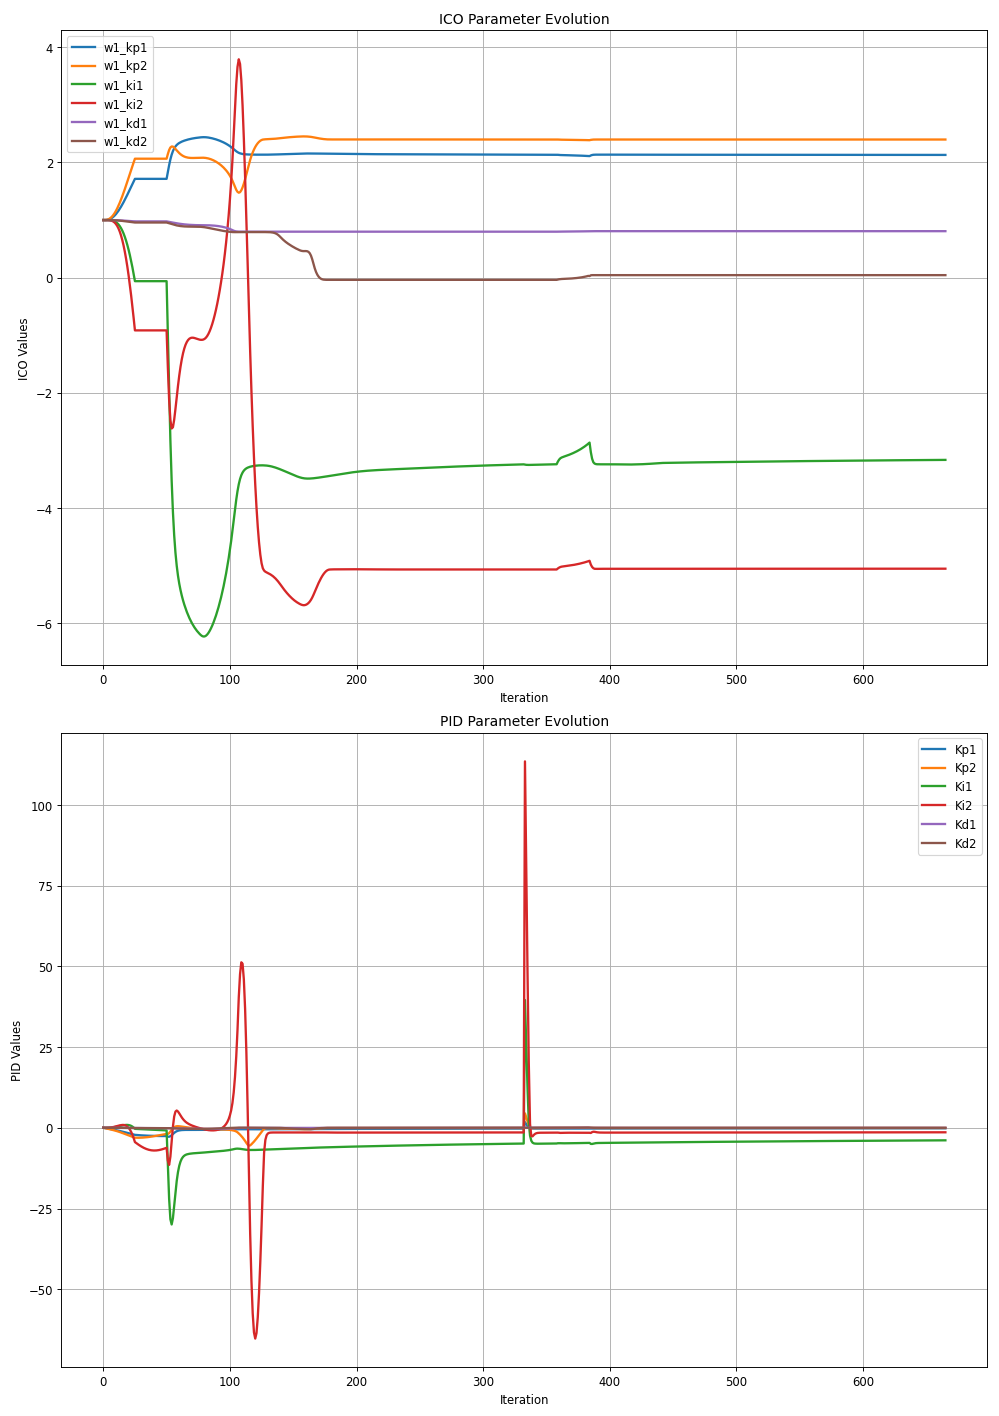 ICO Parameter Evolution
w1_kp1
w1_kp2
w1_ki1
w1_ki2
w1_kd1
w1_kd2
4
2
0
−2
−4
−6
ICO Values
0
100
200
300
400
500
600
Iteration
PID Parameter Evolution
Kp1
Kp2
Ki1
Ki2
Kd1
Kd2
100
75
50
25
0
−25
−50
PID Values
0
100
200
300
400
500
600
Iteration